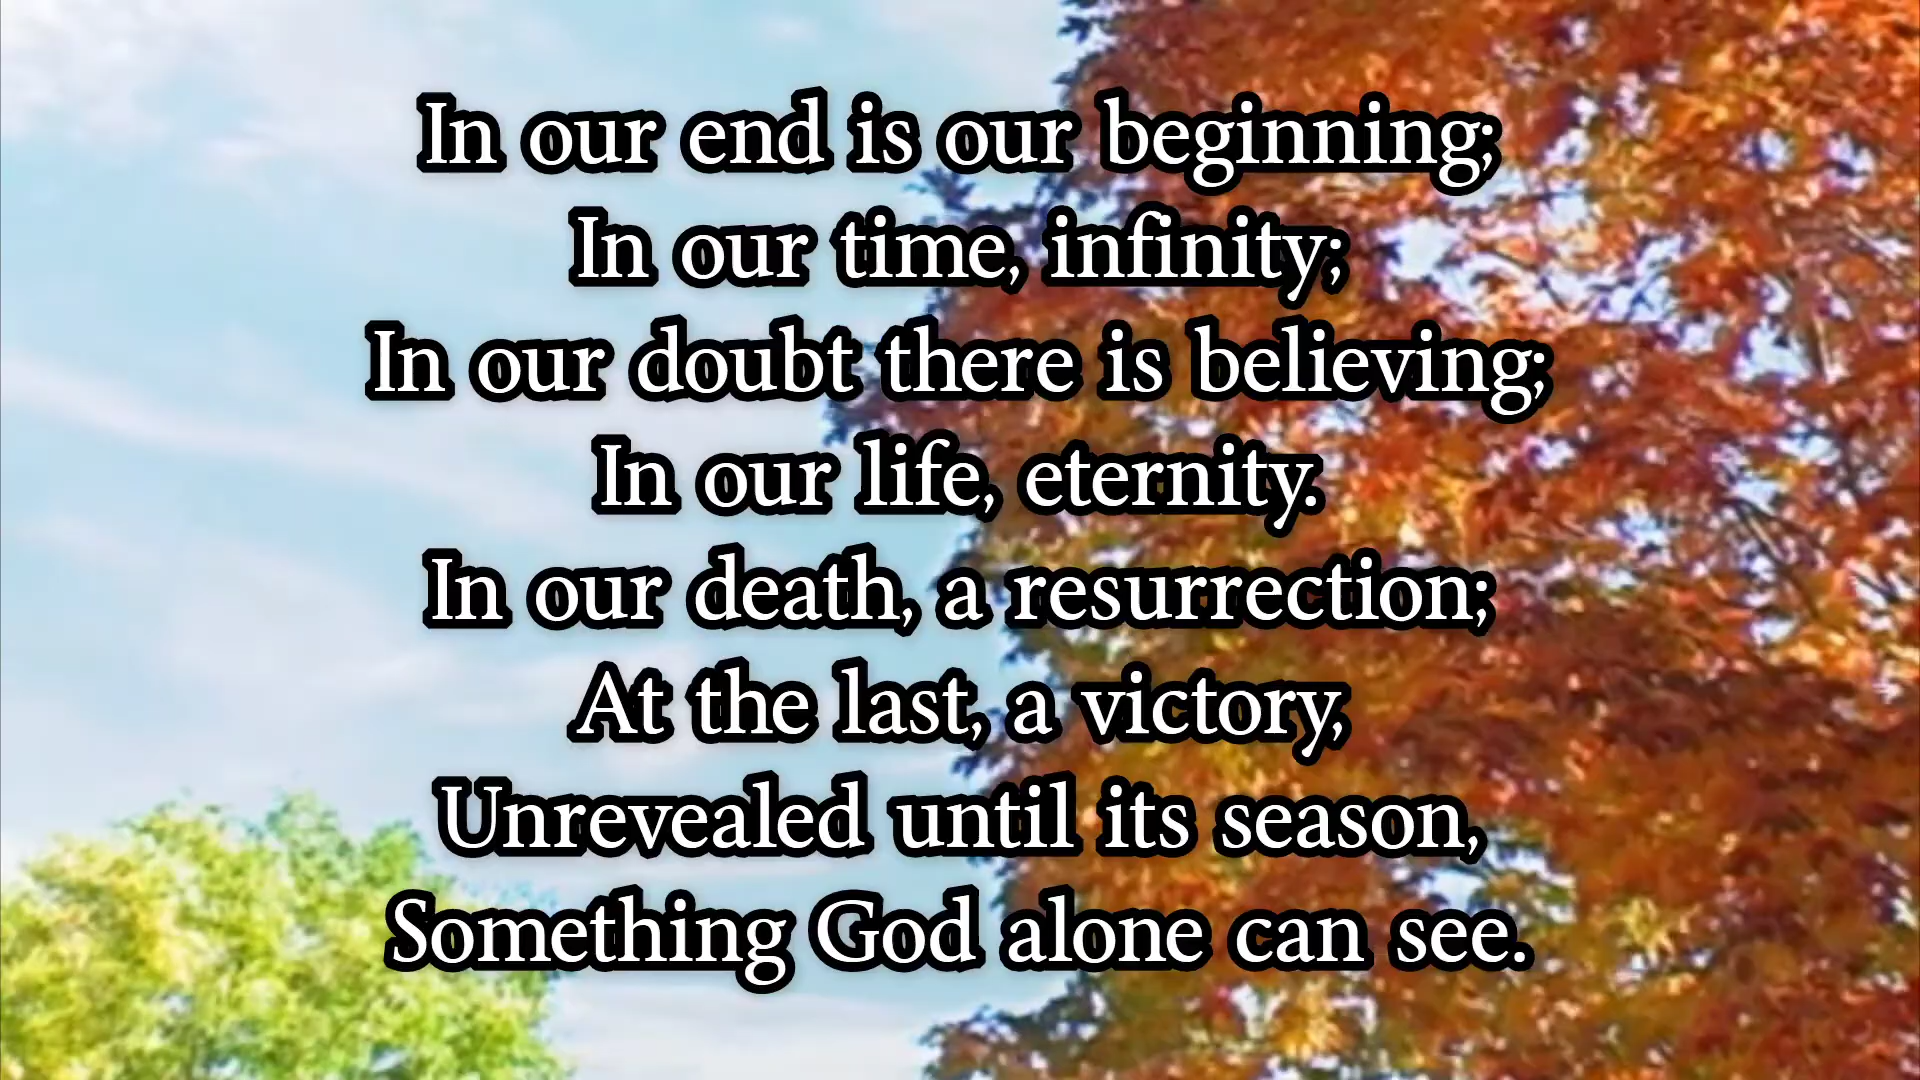 In our end is our beginning;
In our time, infinity;
In our doubt there is believing;
In our life, eternity.
In our death, a resurrection;
At the last, a victory,
Unrevealed until its season,
Something God alone can see.